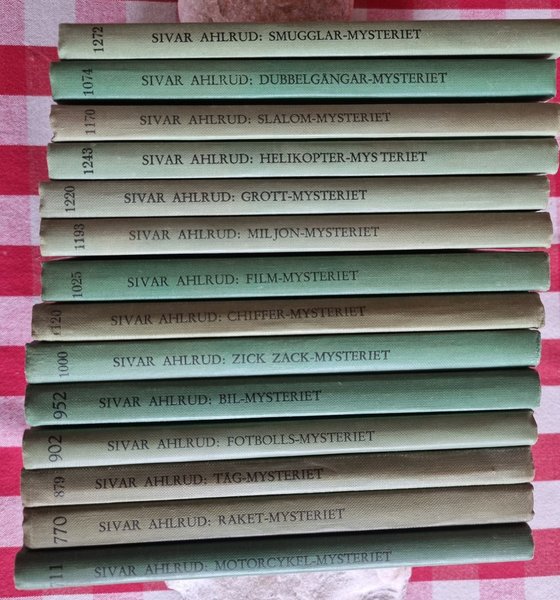 1272 SIVAR AHLRUD: SMUGGLAR-MYSTERIET
1074 SIVAR AHLRUD: DUBBELGÅNGAR-MYSTERIET
1170 SIVAR AHLRUD: SLALOM-MYSTERIET
1243 SIVAR AHLRUD: HELIKOPTER-MYSTERIET
1220 SIVAR AHLRUD: GROTT-MYSTERIET
1193 SIVAR AHLRUD: MILJON-MYSTERIET
1025 SIVAR AHLRUD: FILM-MYSTERIET
1120 SIVAR AHLRUD: CHIFFER-MYSTERIET
1000 SIVAR AHLRUD: ZICK ZACK-MYSTERIET
952 SIVAR AHLRUD: BIL-MYSTERIET
902 SIVAR AHLRUD: FOTBOLLS-MYSTERIET
879 SIVAR AHLRUD: TÅG-MYSTERIET
770 SIVAR AHLRUD: RAKET-MYSTERIET
SIVAR AHLRUD: MOTORCYKEL-MYSTERIET